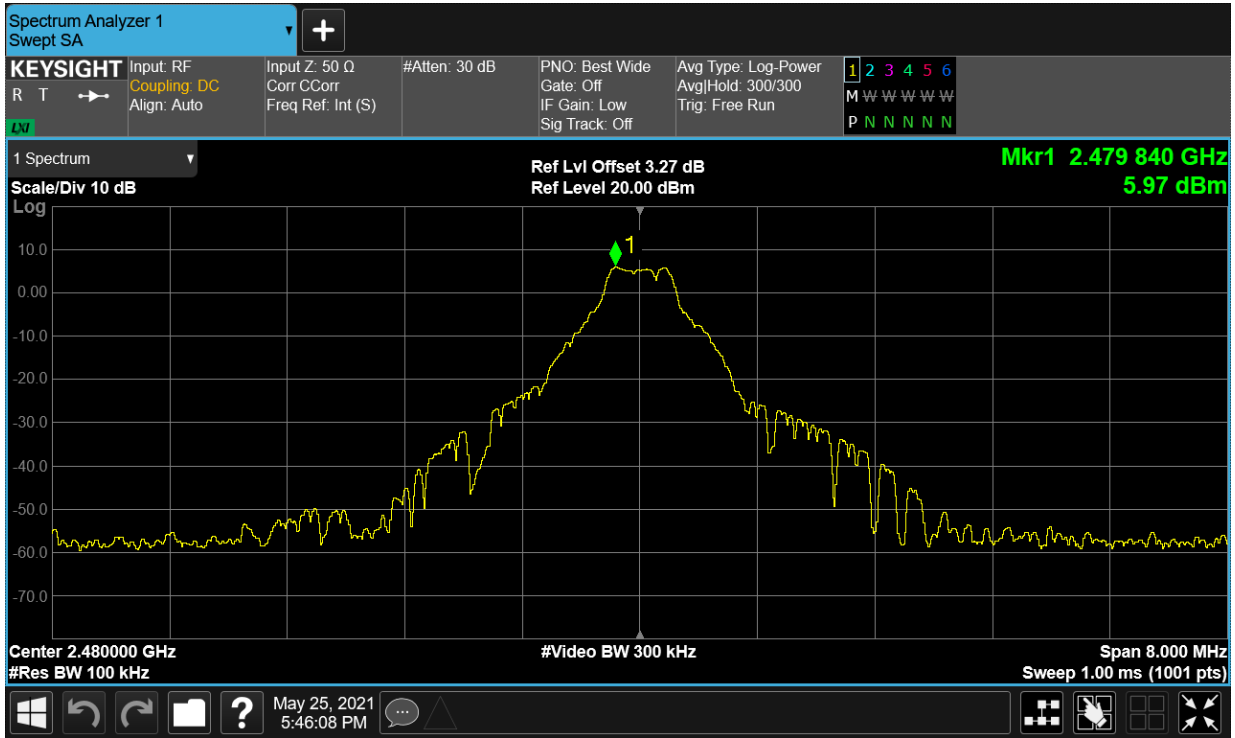 Spectrum Analyzer 1
Swept SA
KEYSIGHT
R T
LXI
Input: RF
Coupling: DC
Align: Auto
Input Z: 50 Ω
Corr CCorr
Freq Ref: Int (S)
#Atten: 30 dB
PNO: Best Wide
Gate: Off
IF Gain: Low
Sig Track: Off
Avg Type: Log-Power
Avg|Hold: 300/300
Trig: Free Run
1 2 3 4 5 6
M W W W W W
P N N N N N
1 Spectrum
Scale/Div 10 dB
Log
Ref Lvl Offset 3.27 dB
Ref Level 20.00 dBm
Mkr1 2.479 840 GHz
5.97 dBm
1
10.0
0.00
-10.0
-20.0
-30.0
-40.0
-50.0
-60.0
-70.0
Center 2.480000 GHz
#Res BW 100 kHz
#Video BW 300 kHz
Span 8.000 MHz
Sweep 1.00 ms (1001 pts)
?
May 25, 2021
5:46:08 PM